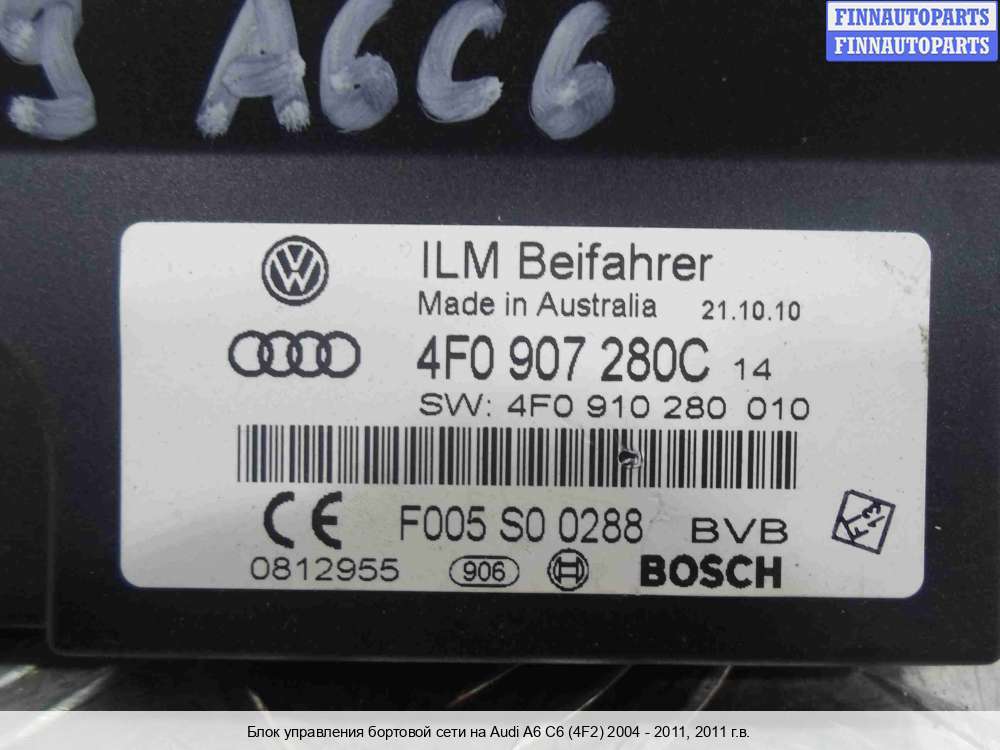 FINNAUTOPARTS
FINNAUTOPARTS
9 A6C6
ILM Beifahrer
Made in Australia 21.10.10
4F0 907 280C 14
SW: 4F0 910 280 010
CE F005 S0 0288 BVB
0812955 906 BOSCH
Блок управления бортовой сети на Audi A6 C6 (4F2) 2004 - 2011, 2011 г.в.